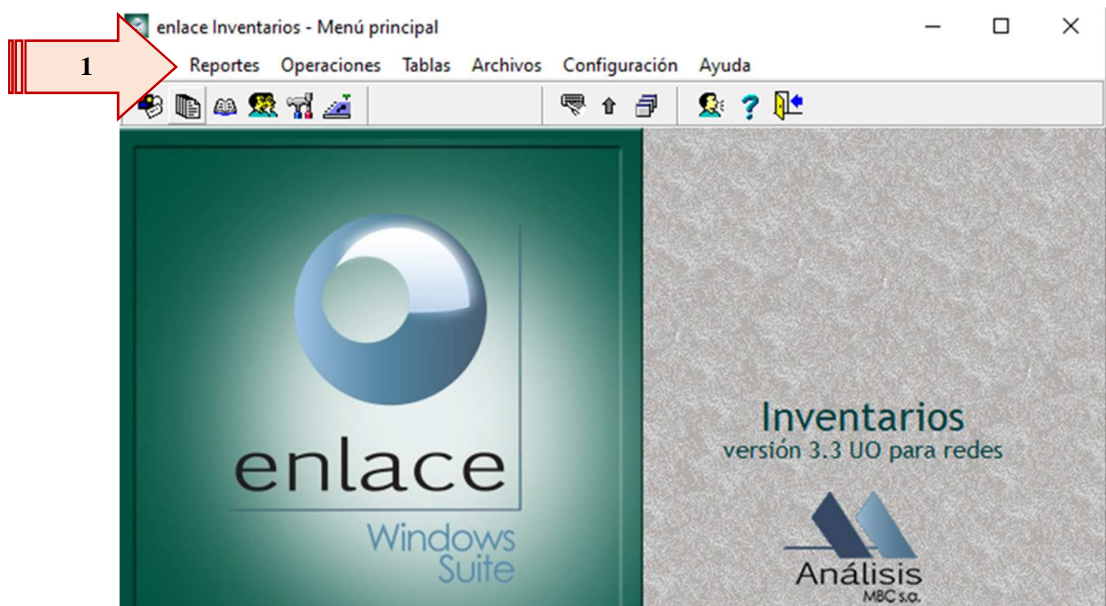 enlace Inventarios - Menú principal
1
Reportes Operaciones Tablas Archivos Configuración Ayuda
enlace
Windows
Suite
Inventarios
versión 3.3 UO para redes
Análisis
MBC s.a.